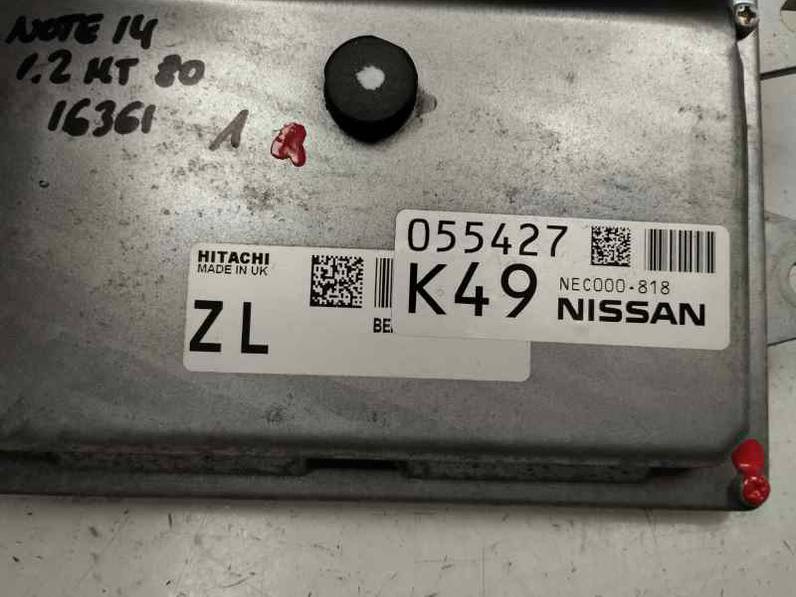 NOTE 14
1.2 MT 80
16361 1
055427
K49
NEC000-818
NISSAN
HITACHI
MADE IN UK
ZL